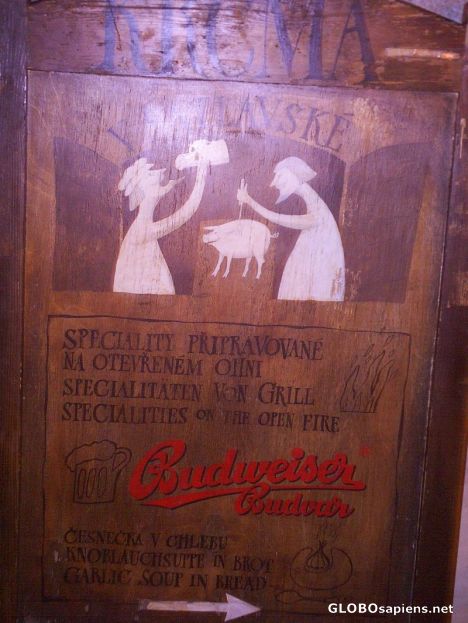 KRČMA
SPECIALITY PŘIPRAVOVANÉ
NA OTEVŘENÉM OHNI
SPECIALITÄTEN VON GRILL
SPECIALITIES ON THE OPEN FIRE
Budweiser
Budvar
ČESNEČKA V CHLEBU
KNOBLAUCHSUPPE IN BROT
GARLIC SOUP IN BREAD
GLOBOsapiens.net